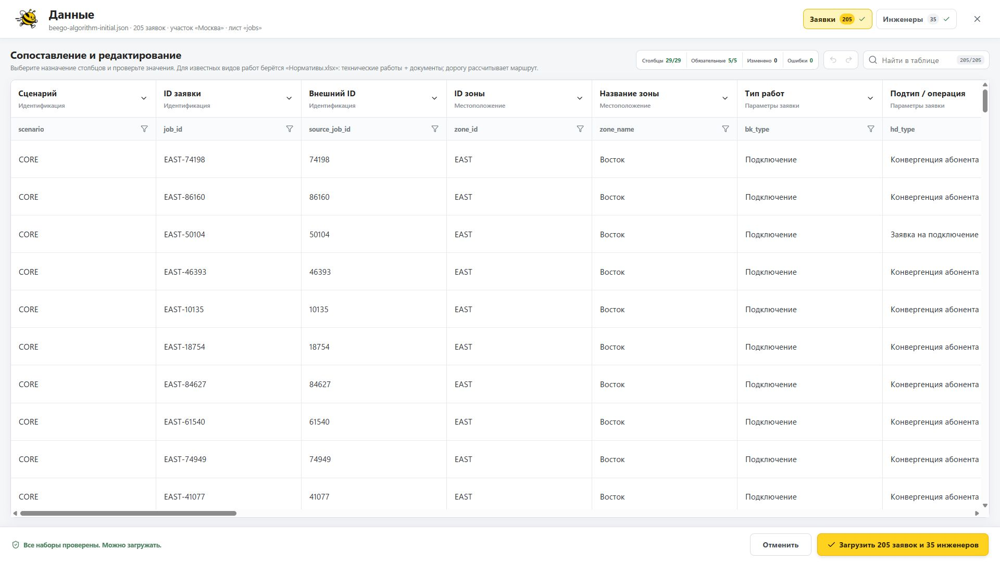 Данные
beego-algorithm-initial.json · 205 заявок · участок «Москва» · лист «jobs»
Заявки 205
Инженеры 35
Сопоставление и редактирование
Выберите назначение столбцов и проверьте значения. Для известных видов работ берётся «Нормативы.xlsx»: технические работы + документы; дорогу рассчитывает маршрут.
Столбцы 29/29 Обязательные 5/5 Изменено 0 Ошибки 0
Найти в таблице 205/205
Сценарий ID заявки Внешний ID ID зоны Название зоны Тип работ Подтип / операция
Идентификация Идентификация Идентификация Местоположение Местоположение Параметры заявки Параметры заявки
scenario job_id source_job_id zone_id zone_name bk_type hd_type
CORE EAST-74198 74198 EAST Восток Подключение Конвергенция абонента
CORE EAST-86160 86160 EAST Восток Подключение Конвергенция абонента
CORE EAST-50104 50104 EAST Восток Подключение Заявка на подключение
CORE EAST-46393 46393 EAST Восток Подключение Конвергенция абонента
CORE EAST-10135 10135 EAST Восток Подключение Конвергенция абонента
CORE EAST-18754 18754 EAST Восток Подключение Конвергенция абонента
CORE EAST-84627 84627 EAST Восток Подключение Конвергенция абонента
CORE EAST-61540 61540 EAST Восток Подключение Конвергенция абонента
CORE EAST-74949 74949 EAST Восток Подключение Конвергенция абонента
CORE EAST-41077 41077 EAST Восток Подключение Конвергенция абонента
Все наборы проверены. Можно загружать.
Отменить
Загрузить 205 заявок и 35 инженеров